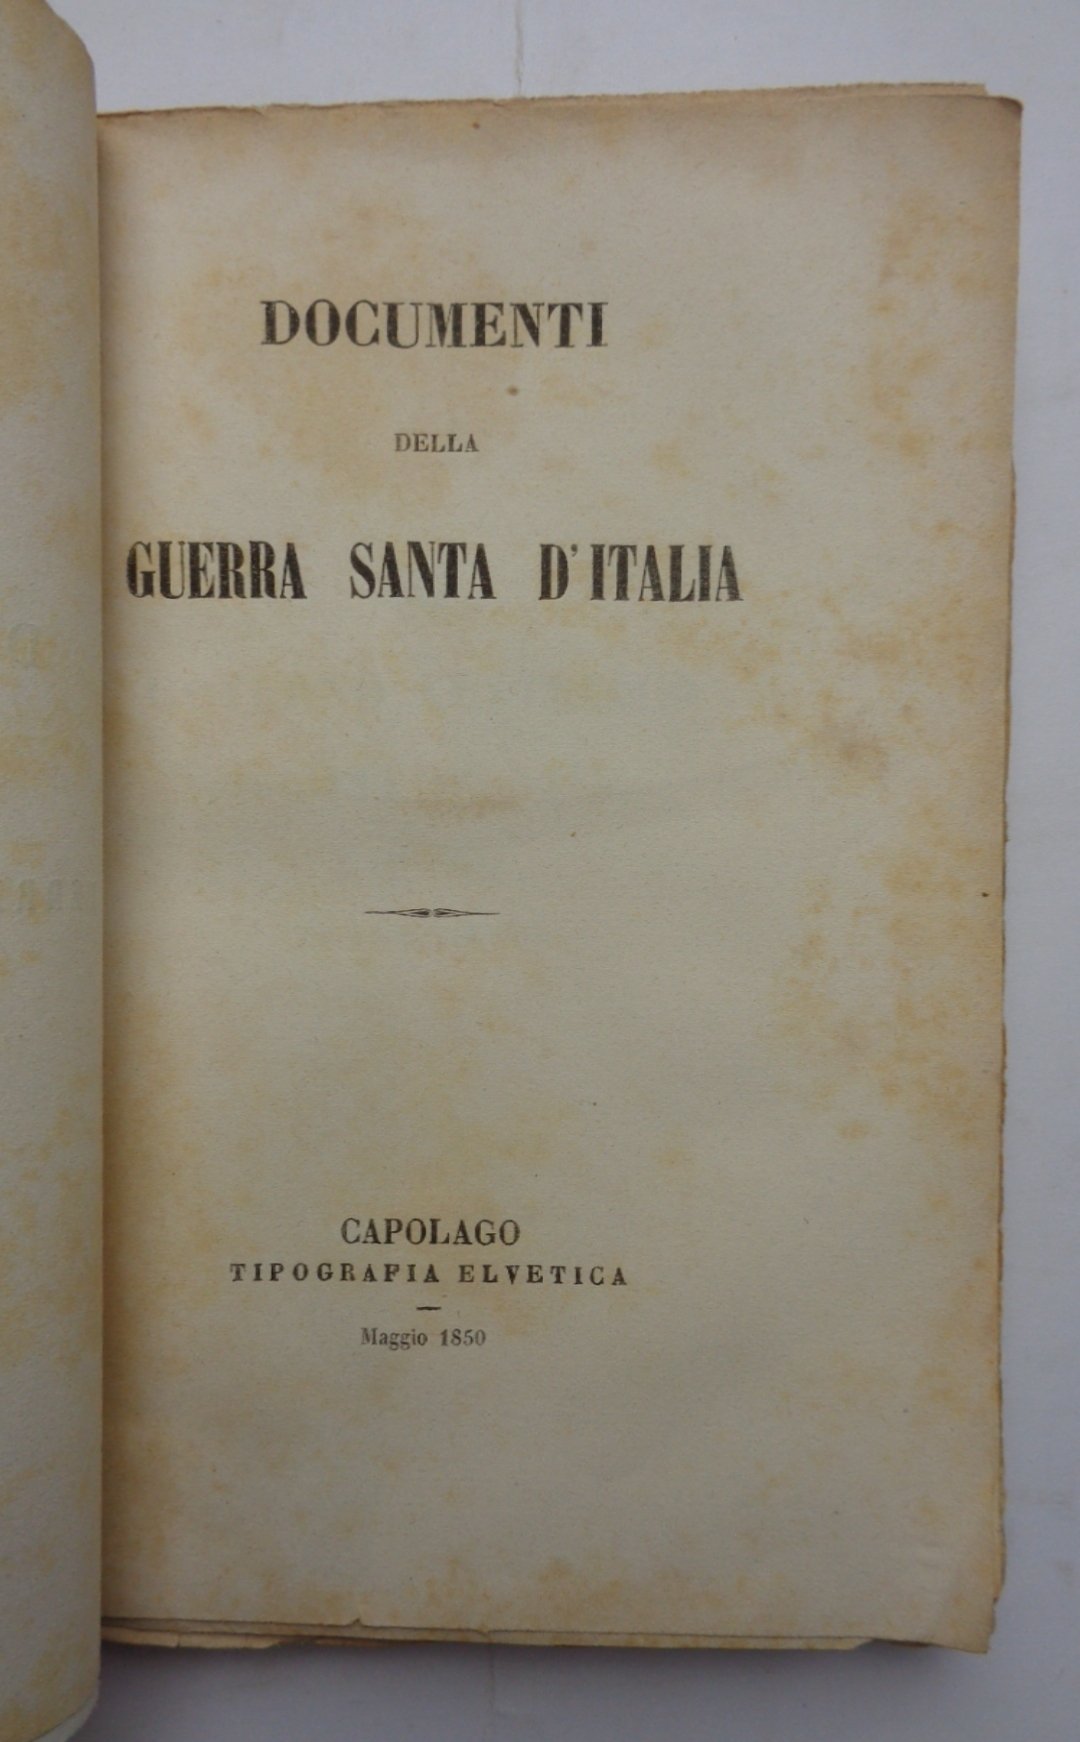 DOCUMENTI
DELLA
GUERRA SANTA D'ITALIA
CAPOLAGO
TIPOGRAFIA ELVETICA
Maggio 1850